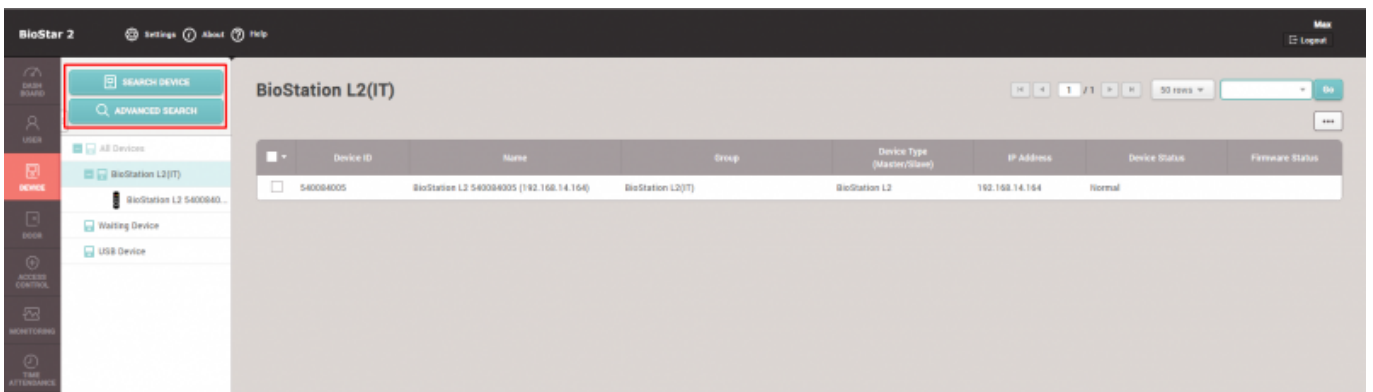 BioStar 2
Settings About Help
Max
Logout
DASH
BOARD
USER
DEVICE
DOOR
ACCESS
CONTROL
MONITORING
TIME
ATTENDANCE
SEARCH DEVICE
ADVANCED SEARCH
All Devices
BioStation L2(IT)
BioStation L2 5400840...
Waiting Device
USB Device
BioStation L2(IT)
1 / 1 50 rows Go
Device ID Name Group Device Type IP Address Device Status Firmware Status
(Master/Slave)
540084005 BioStation L2 540084005 (192.168.14.164) BioStation L2(IT) BioStation L2 192.168.14.164 Normal